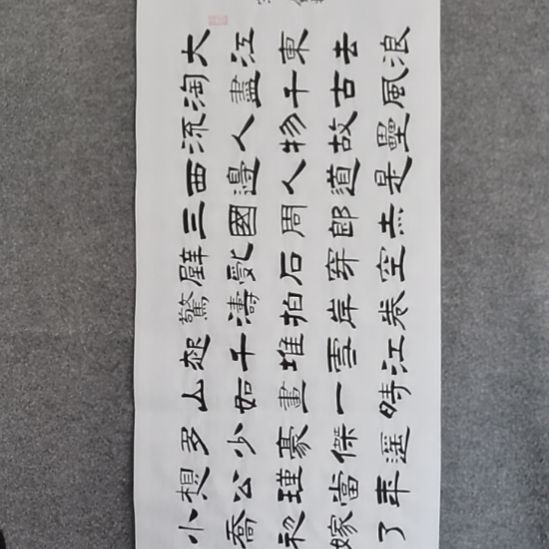 大江東去浪
淘盡千古風
流人物故壘
西邊人道是
三國周郎赤
壁亂石穿空
驚濤拍岸卷
起千堆雪江
山如畫一時
多少豪傑遥
想公瑾當年
小喬初嫁了